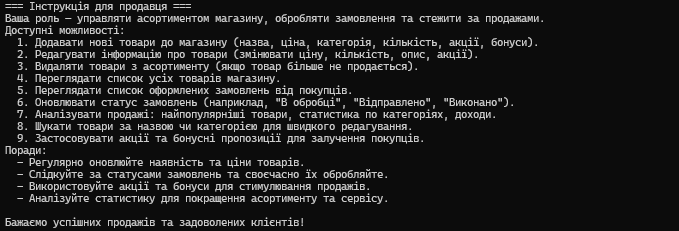 === Інструкція для продавця ===
Ваша роль — управляти асортиментом магазину, обробляти замовлення та стежити за продажами.
Доступні можливості:
1. Додавати нові товари до магазину (назва, ціна, категорія, кількість, акції, бонуси).
2. Редагувати інформацію про товари (змінювати ціну, кількість, опис, акції).
3. Видаляти товари з асортименту (якщо товар більше не продається).
4. Переглядати список усіх товарів магазину.
5. Переглядати список оформлених замовлень від покупців.
6. Оновлювати статус замовлень (наприклад, "В обробці", "Відправлено", "Виконано").
7. Аналізувати продажі: найпопулярніші товари, статистика по категоріях, доходи.
8. Шукати товари за назвою чи категорією для швидкого редагування.
9. Застосовувати акції та бонусні пропозиції для залучення покупців.
Поради:
– Регулярно оновлюйте наявність та ціни товарів.
– Слідкуйте за статусами замовлень та своєчасно їх обробляйте.
– Використовуйте акції та бонуси для стимулювання продажів.
– Аналізуйте статистику для покращення асортименту та сервісу.
Бажаємо успішних продажів та задоволених клієнтів!